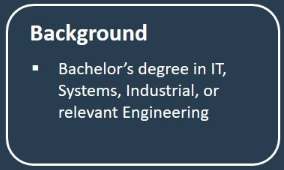 Background
▪ Bachelor's degree in IT,
Systems, Industrial, or
relevant Engineering